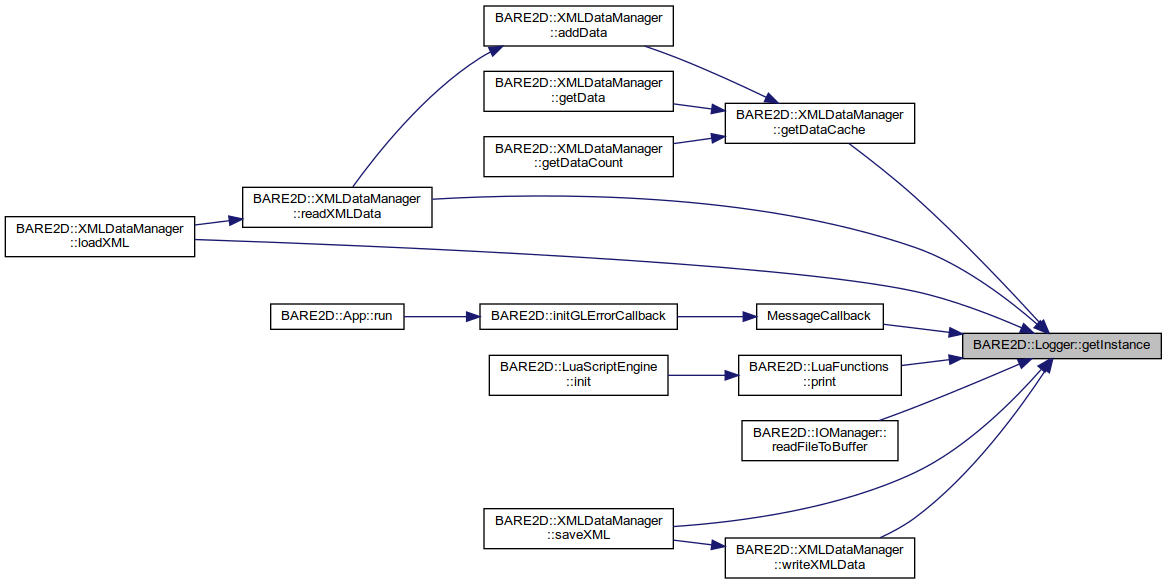 BARE2D::XMLDataManager
::addData
BARE2D::XMLDataManager
::getData
BARE2D::XMLDataManager
::getDataCache
BARE2D::XMLDataManager
::getDataCount
BARE2D::XMLDataManager
::readXMLData
BARE2D::XMLDataManager
::loadXML
BARE2D::App::run
BARE2D::initGLErrorCallback
MessageCallback
BARE2D::Logger::getInstance
BARE2D::LuaScriptEngine
::init
BARE2D::LuaFunctions
::print
BARE2D::IOManager::
readFileToBuffer
BARE2D::XMLDataManager
::saveXML
BARE2D::XMLDataManager
::writeXMLData